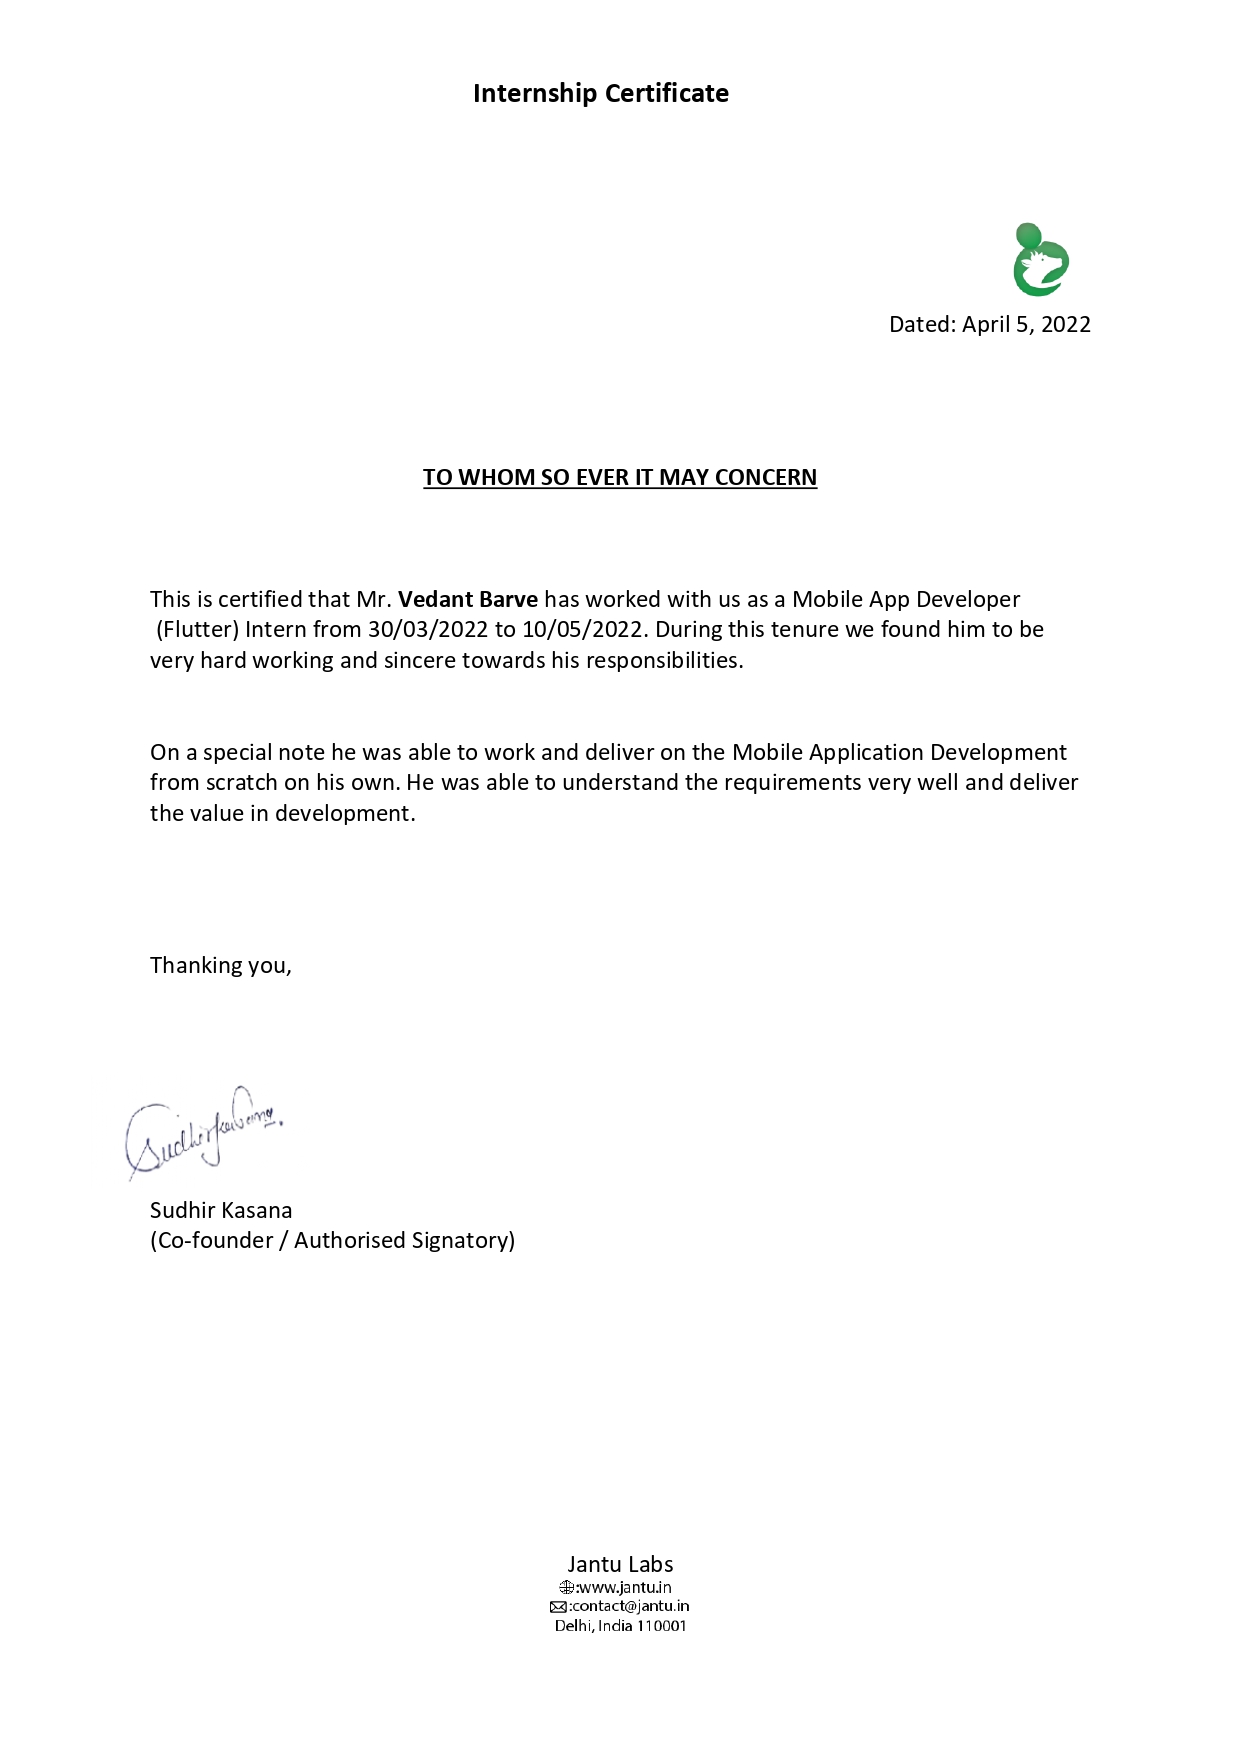 Internship Certificate
Dated: April 5, 2022
TO WHOM SO EVER IT MAY CONCERN
This is certified that Mr. Vedant Barve has worked with us as a Mobile App Developer
(Flutter) Intern from 30/03/2022 to 10/05/2022. During this tenure we found him to be
very hard working and sincere towards his responsibilities.
On a special note he was able to work and deliver on the Mobile Application Development
from scratch on his own. He was able to understand the requirements very well and deliver
the value in development.
Thanking you,
Sudhirkasana.
Sudhir Kasana
(Co-founder / Authorised Signatory)
Jantu Labs
:www.jantu.in
:contact@jantu.in
Delhi, India 110001